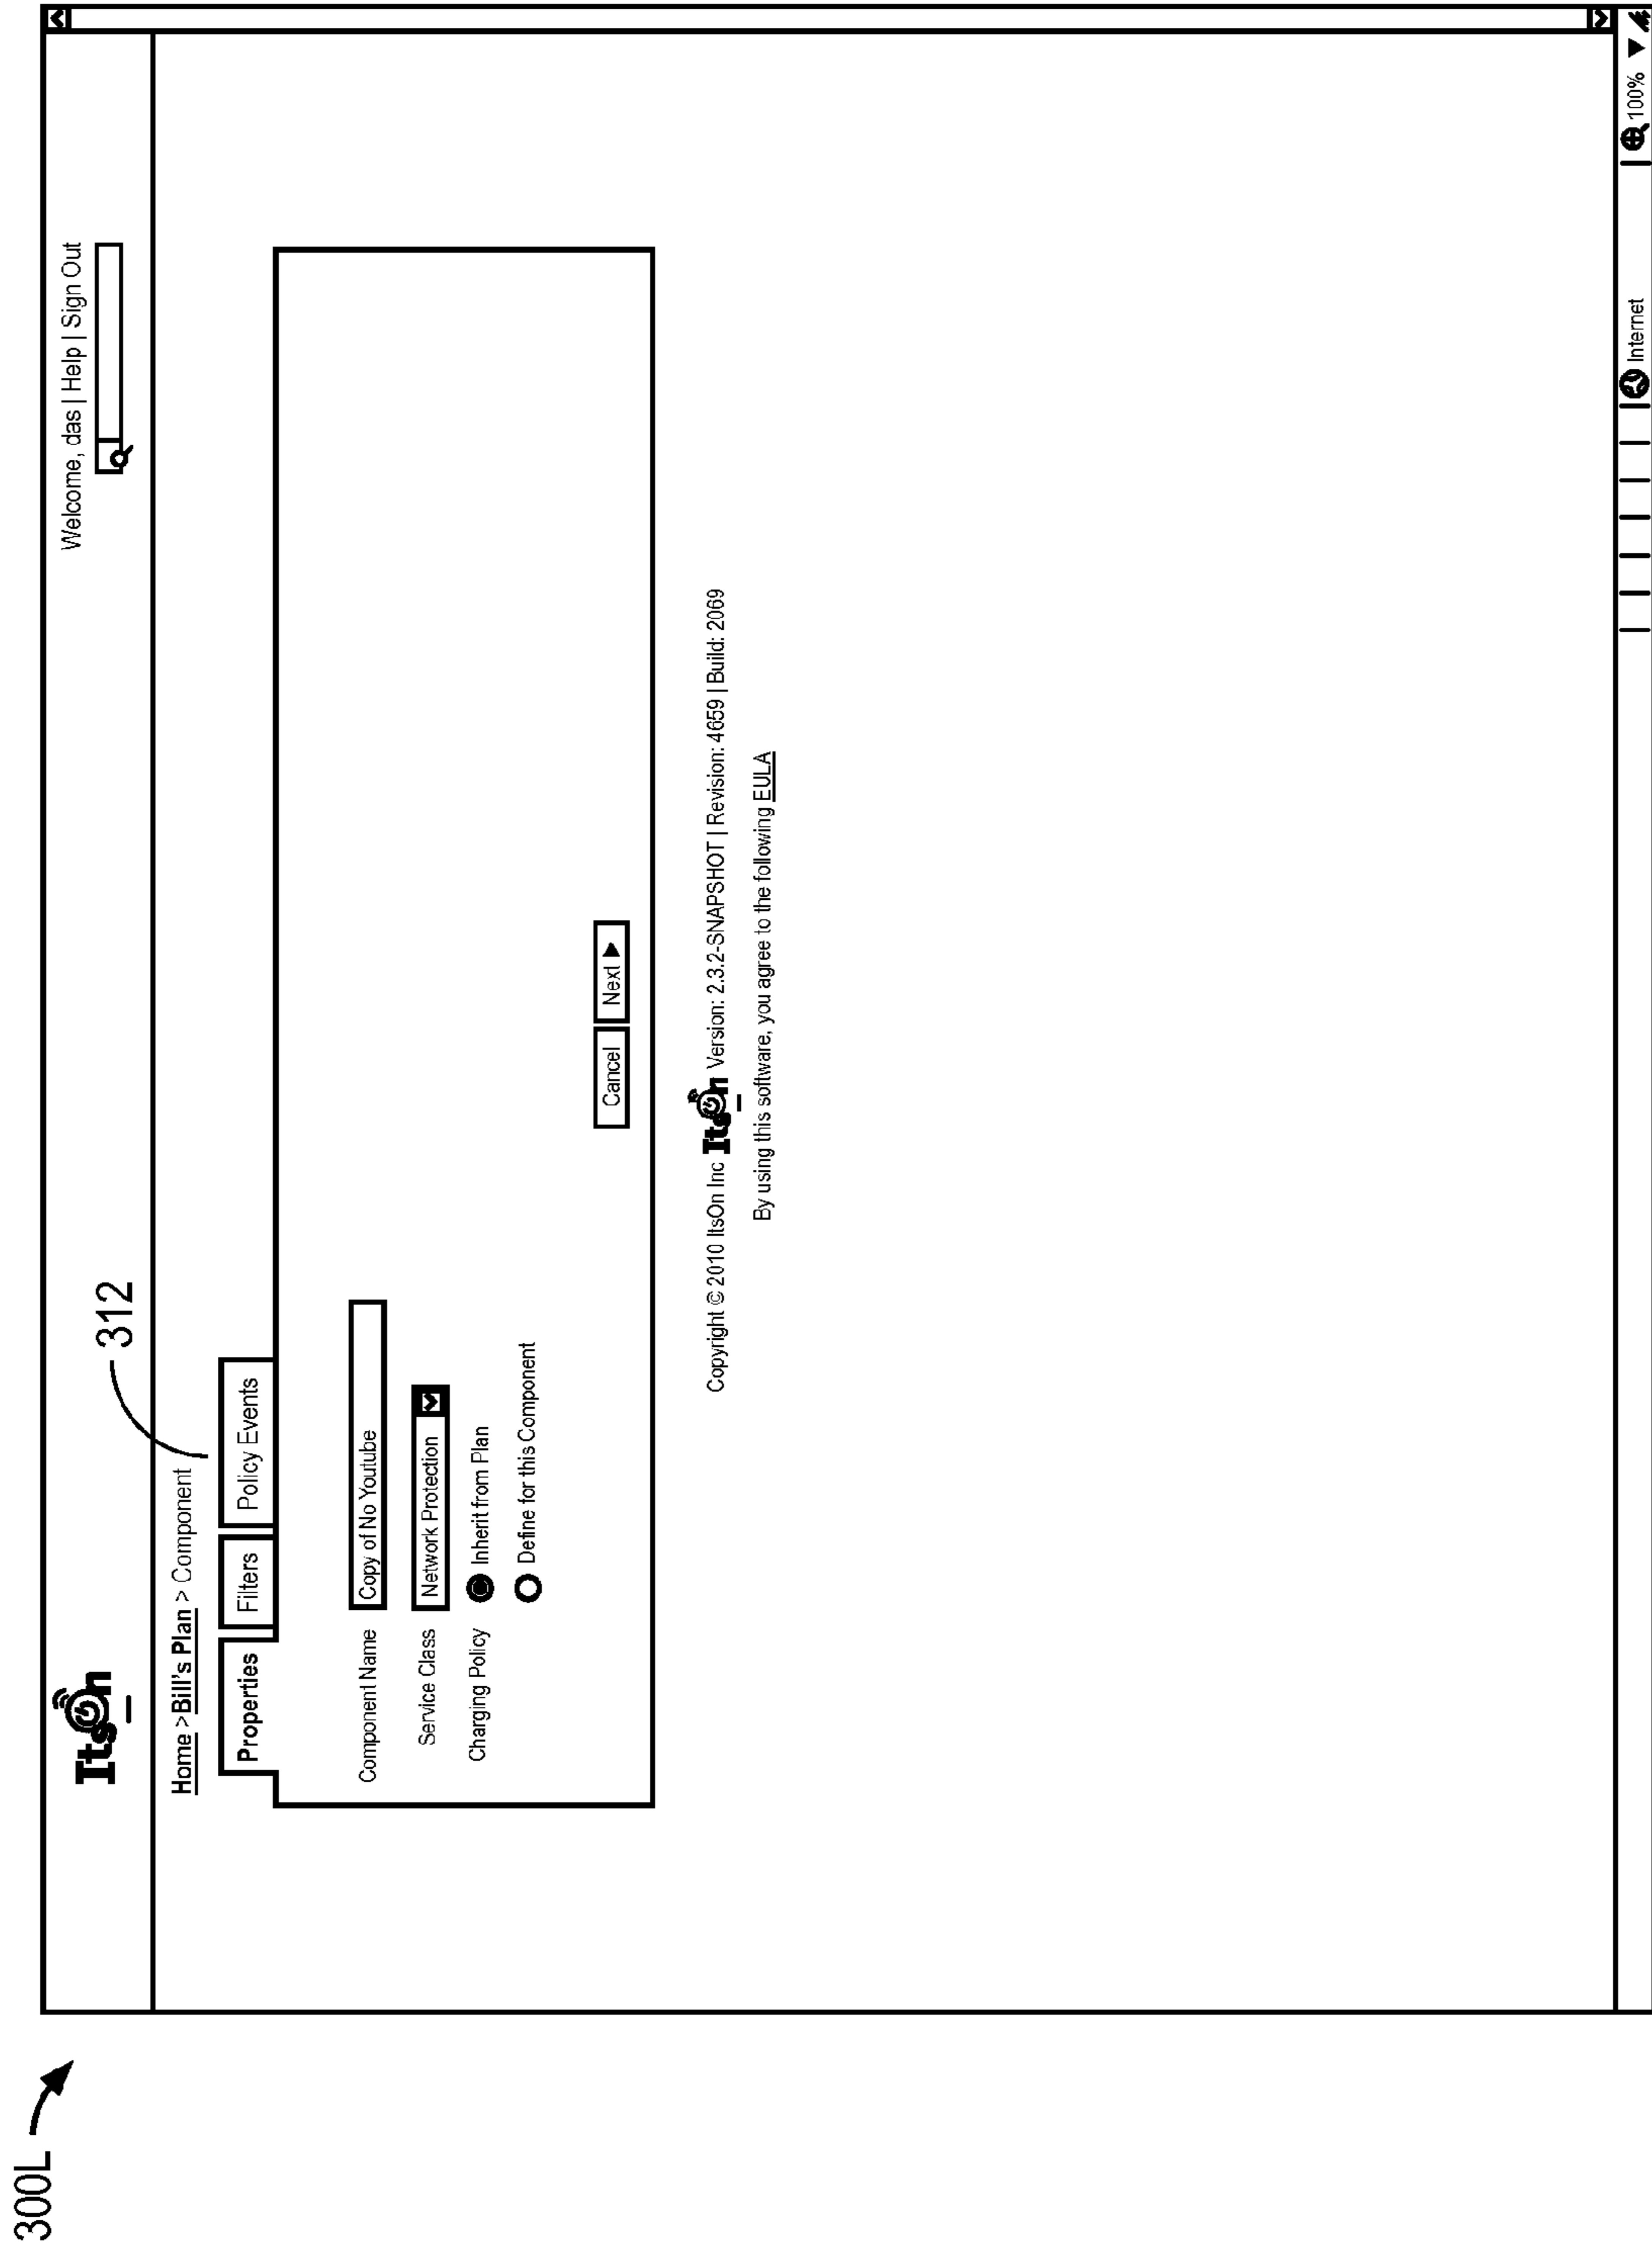 300L
ItsOn
Welcome, das | Help | Sign Out
312
Home >Bill's Plan > Component
Properties
Filters
Policy Events
Component Name
Copy of No Youtube
Service Class
Network Protection
Charging Policy
Inherit from Plan
Define for this Component
Cancel
Next ▶
Copyright © 2010 ItsOn Inc ItsOn Version: 2.3.2-SNAPSHOT | Revision: 4659 | Build: 2069
By using this software, you agree to the following EULA
Internet
100%